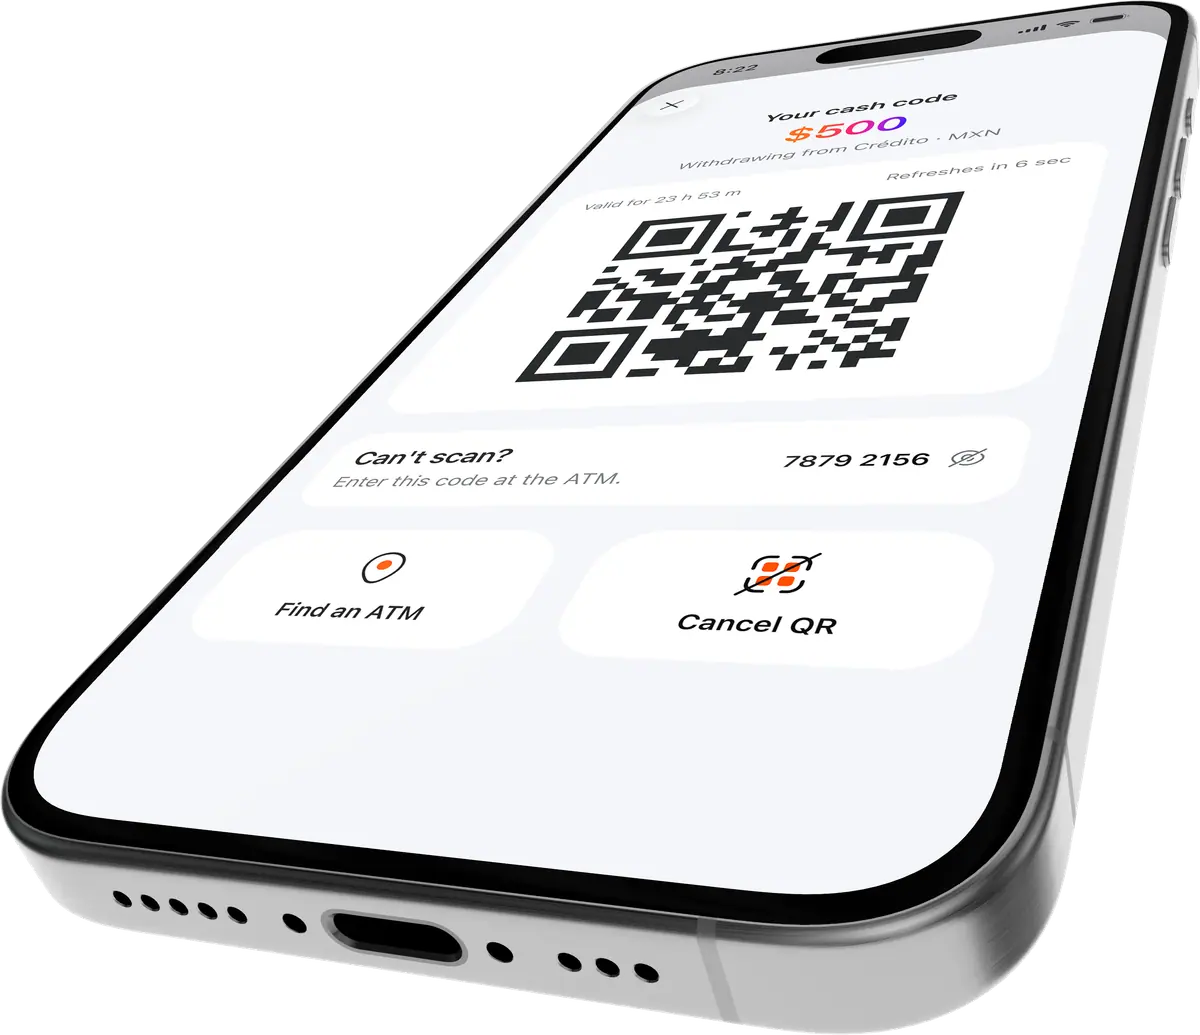 8:22
Your cash code
$500
Withdrawing from Crédito · MXN
Valid for 23 h 53 m
Refreshes in 6 sec
Can't scan?
Enter this code at the ATM.
7879 2156
Find an ATM
Cancel QR